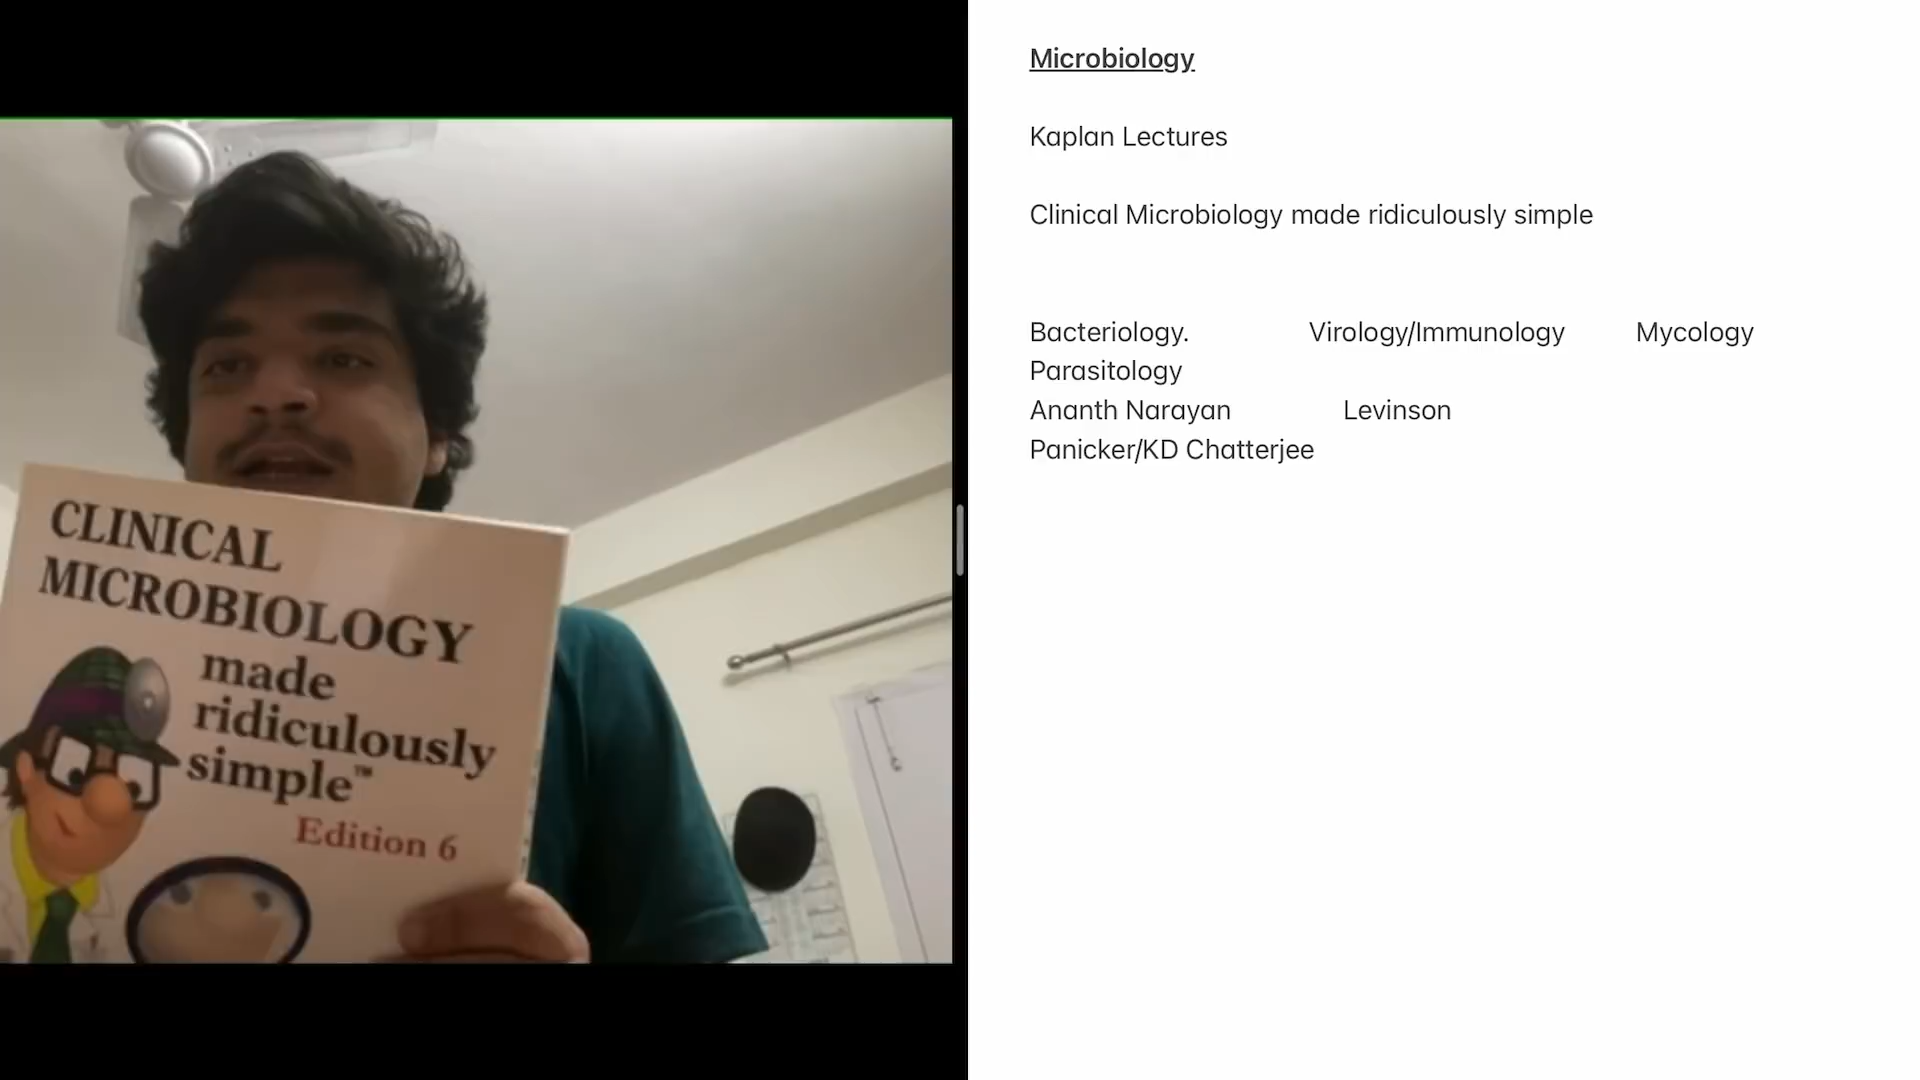 CLINICAL
MICROBIOLOGY
made
ridiculously
simple™
Edition 6
Microbiology
Kaplan Lectures
Clinical Microbiology made ridiculously simple
Bacteriology. Virology/Immunology Mycology
Parasitology
Ananth Narayan Levinson
Panicker/KD Chatterjee